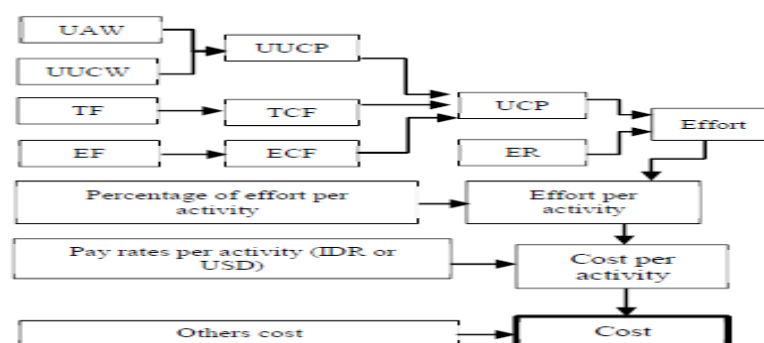 UAW
UUCP
UUCW
TF
TCF
UCP
Effort
EF
ECF
ER
Percentage of effort per
activity
Effort per
activity
Pay rates per activity (IDR or
USD)
Cost per
activity
Others cost
Cost